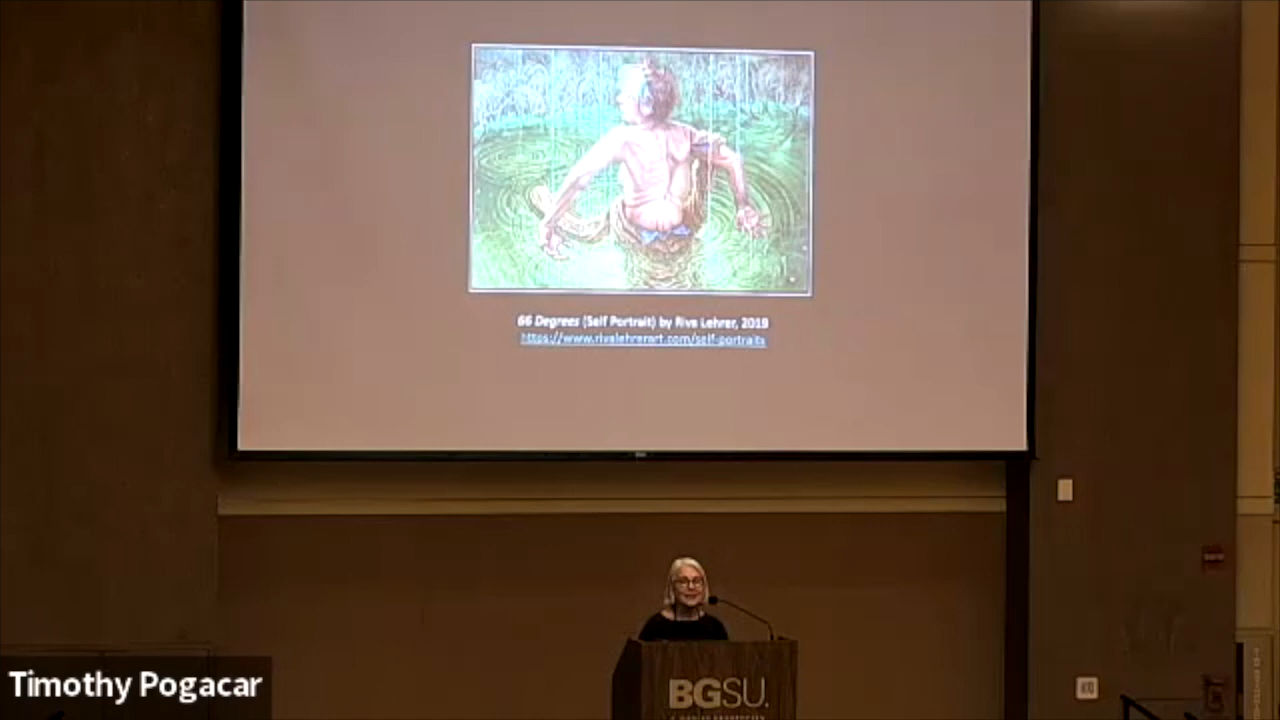 66 Degrees (Self Portrait) by Riva Lehrer, 2019
https://www.rivalehrerart.com/self-portraits
BGSU.
Timothy Pogacar